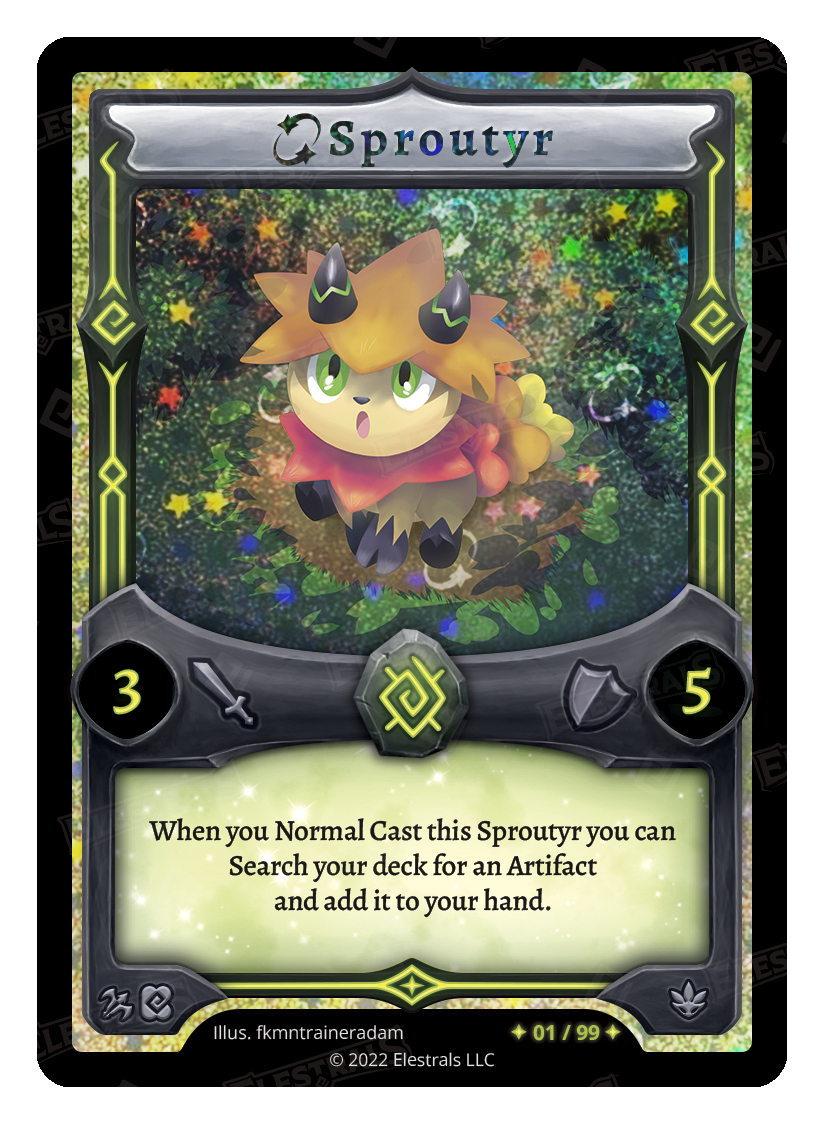 Sproutyr
3
5
When you Normal Cast this Sproutyr you can
Search your deck for an Artifact
and add it to your hand.
Illus. fkmntraineradam
01 / 99
© 2022 Elestrals LLC
ELESTRALS